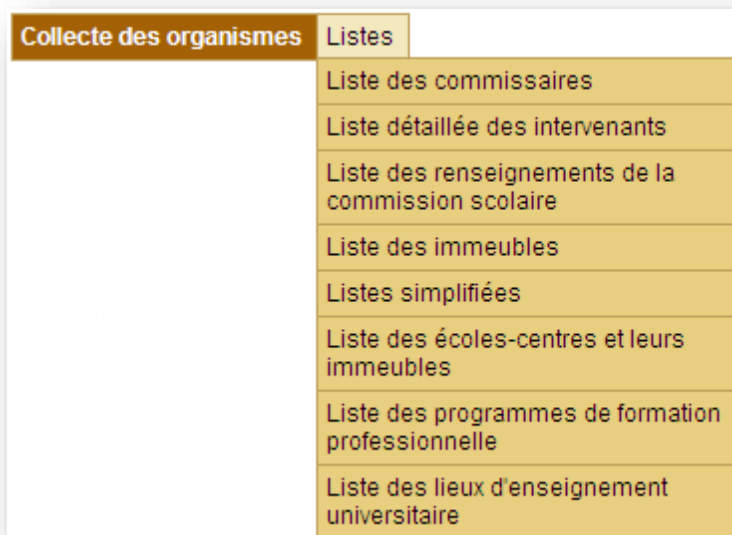 Collecte des organismes Listes
Liste des commissaires
Liste détaillée des intervenants
Liste des renseignements de la
commission scolaire
Liste des immeubles
Listes simplifiées
Liste des écoles-centres et leurs
immeubles
Liste des programmes de formation
professionnelle
Liste des lieux d'enseignement
universitaire